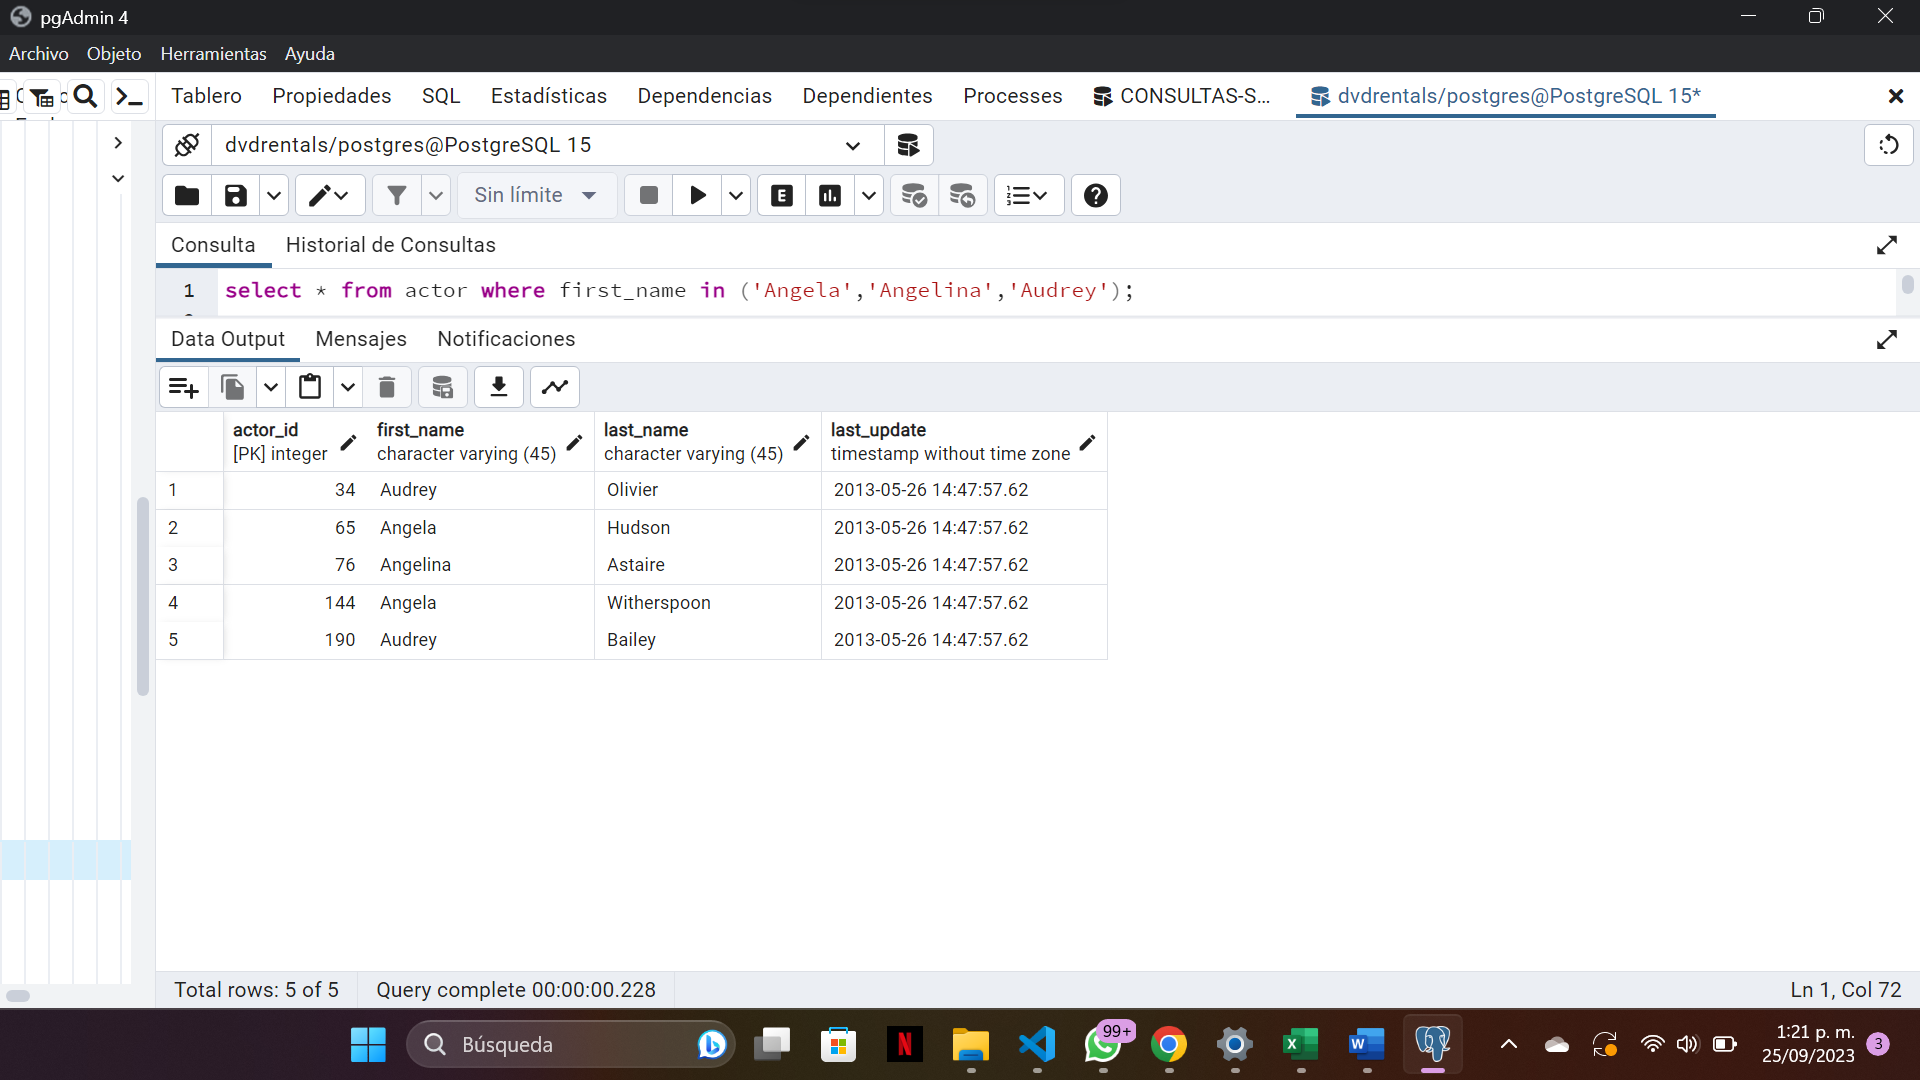 pgAdmin 4
Archivo Objeto Herramientas Ayuda
Tablero Propiedades SQL Estadísticas Dependencias Dependientes Processes CONSULTAS-S... dvdrentals/postgres@PostgreSQL 15*
dvdrentals/postgres@PostgreSQL 15
Sin límite E
Consulta Historial de Consultas
1 select * from actor where first_name in ('Angela','Angelina','Audrey');
Data Output Mensajes Notificaciones
actor_id first_name last_name last_update
[PK] integer character varying (45) character varying (45) timestamp without time zone
1 34 Audrey Olivier 2013-05-26 14:47:57.62
2 65 Angela Hudson 2013-05-26 14:47:57.62
3 76 Angelina Astaire 2013-05-26 14:47:57.62
4 144 Angela Witherspoon 2013-05-26 14:47:57.62
5 190 Audrey Bailey 2013-05-26 14:47:57.62
Total rows: 5 of 5 Query complete 00:00:00.228 Ln 1, Col 72
Búsqueda N 99+ X W 1:21 p. m.
25/09/2023 3